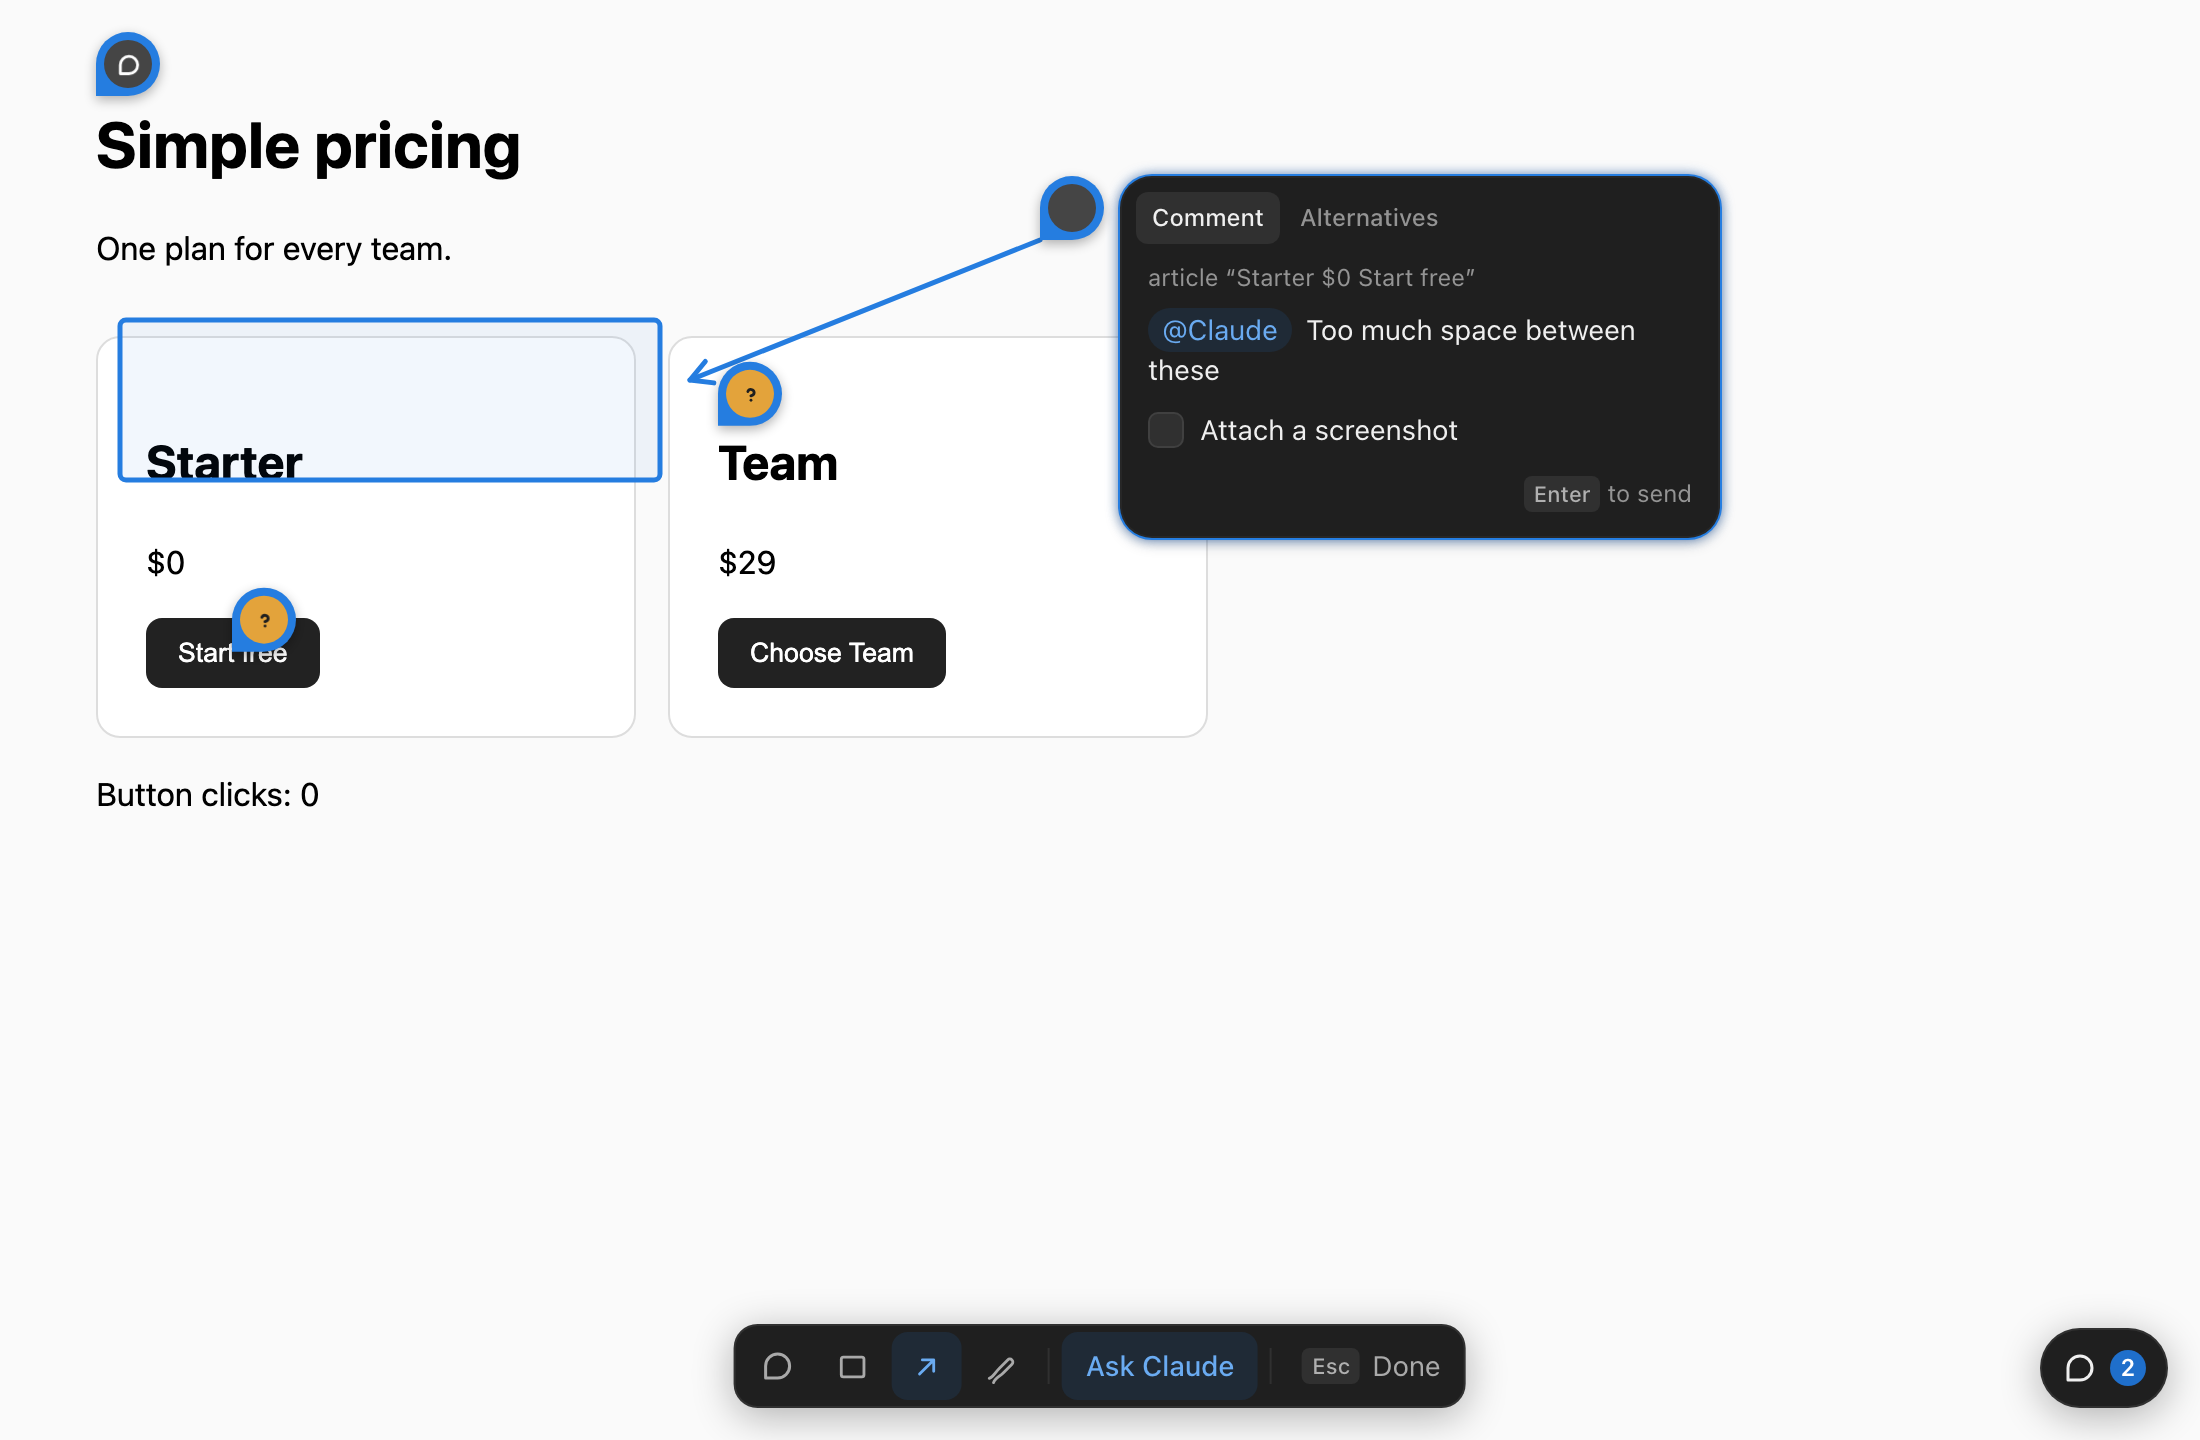 Simple pricing
One plan for every team.
Comment Alternatives
article “Starter $0 Start free”
@Claude Too much space between
these
Attach a screenshot
Enter to send
?
Starter
$0
?
Start free
Team
$29
Choose Team
Button clicks: 0
Ask Claude
Esc Done
2